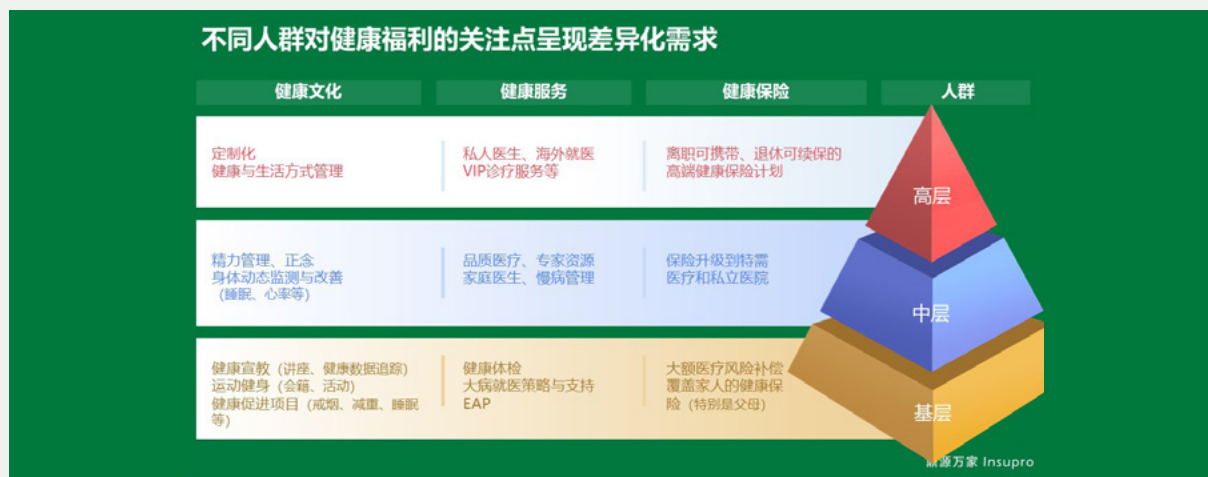 不同人群对健康福利的关注点呈现差异化需求
健康文化 健康服务 健康保险 人群
定制化
健康与生活方式管理
私人医生、海外就医
VIP诊疗服务等
离职可携带、退休可续保的
高端健康保险计划
高层
精力管理、正念
身体动态监测与改善
(睡眠、心率等)
品质医疗、专家资源
家庭医生、慢病管理
保险升级到特需
医疗和私立医院
中层
健康宣教 (讲座、健康数据追踪)
运动健身 (会籍、活动)
健康促进项目 (戒烟、减重、睡眠
等)
健康体检
大病就医策略与支持
EAP
大额医疗风险补偿
覆盖家人的健康保
险 (特别是父母)
基层
源万家 Insupro